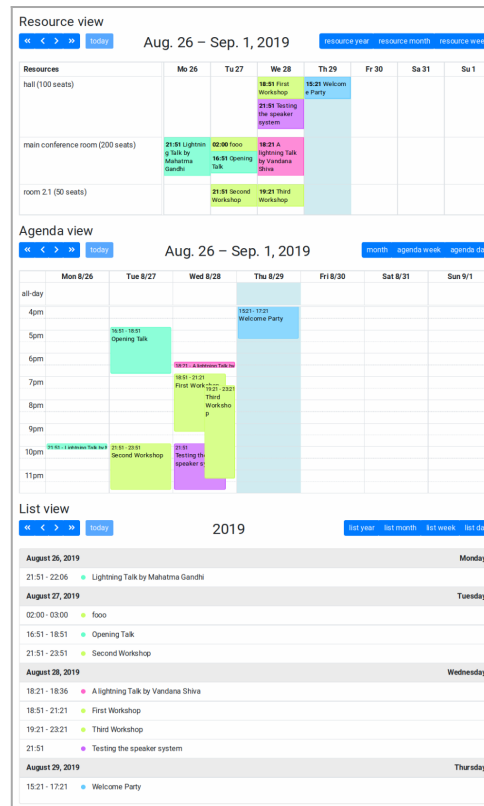 Resource view
« < > » today
Aug. 26 – Sep. 1, 2019
resource year resource month resource wee
Resources Mo 26 Tu 27 We 28 Th 29 Fr 30 Sa 31 Su 1
hall (100 seats)
18:51 First
Workshop
15:21 Welcom
e Party
21:51 Testing
the speaker
system
main conference room (200 seats)
21:51 Lightnin
g Talk by
Mahatma
Gandhi
02:00 fooo
16:51 Opening
Talk
18:21 A
lightning Talk
by Vandana
Shiva
room 2.1 (50 seats)
21:51 Second
Workshop
19:21 Third
Workshop
Agenda view
« < > » today
Aug. 26 – Sep. 1, 2019
month agenda week agenda da
Mon 8/26 Tue 8/27 Wed 8/28 Thu 8/29 Fri 8/30 Sat 8/31 Sun 9/1
all-day
4pm
15:21 - 17:21
Welcome Party
5pm
16:51 - 18:51
Opening Talk
6pm
18:21 - A lightning Talk by
7pm
18:51 - 21:21
First Workshop
19:21 - 23:21
Third
Worksho
p
8pm
9pm
10pm
21:51 - Lightning Talk by
21:51 - 23:51
Second Workshop
21:51
Testing the
speaker
11pm
List view
« < > » today
2019
list year list month list week list da
August 26, 2019 Monday
21:51 - 22:06 Lightning Talk by Mahatma Gandhi
August 27, 2019 Tuesday
02:00 - 03:00 fooo
16:51 - 18:51 Opening Talk
21:51 - 23:51 Second Workshop
August 28, 2019 Wednesday
18:21 - 18:36 A lightning Talk by Vandana Shiva
18:51 - 21:21 First Workshop
19:21 - 23:21 Third Workshop
21:51 Testing the speaker system
August 29, 2019 Thursday
15:21 - 17:21 Welcome Party